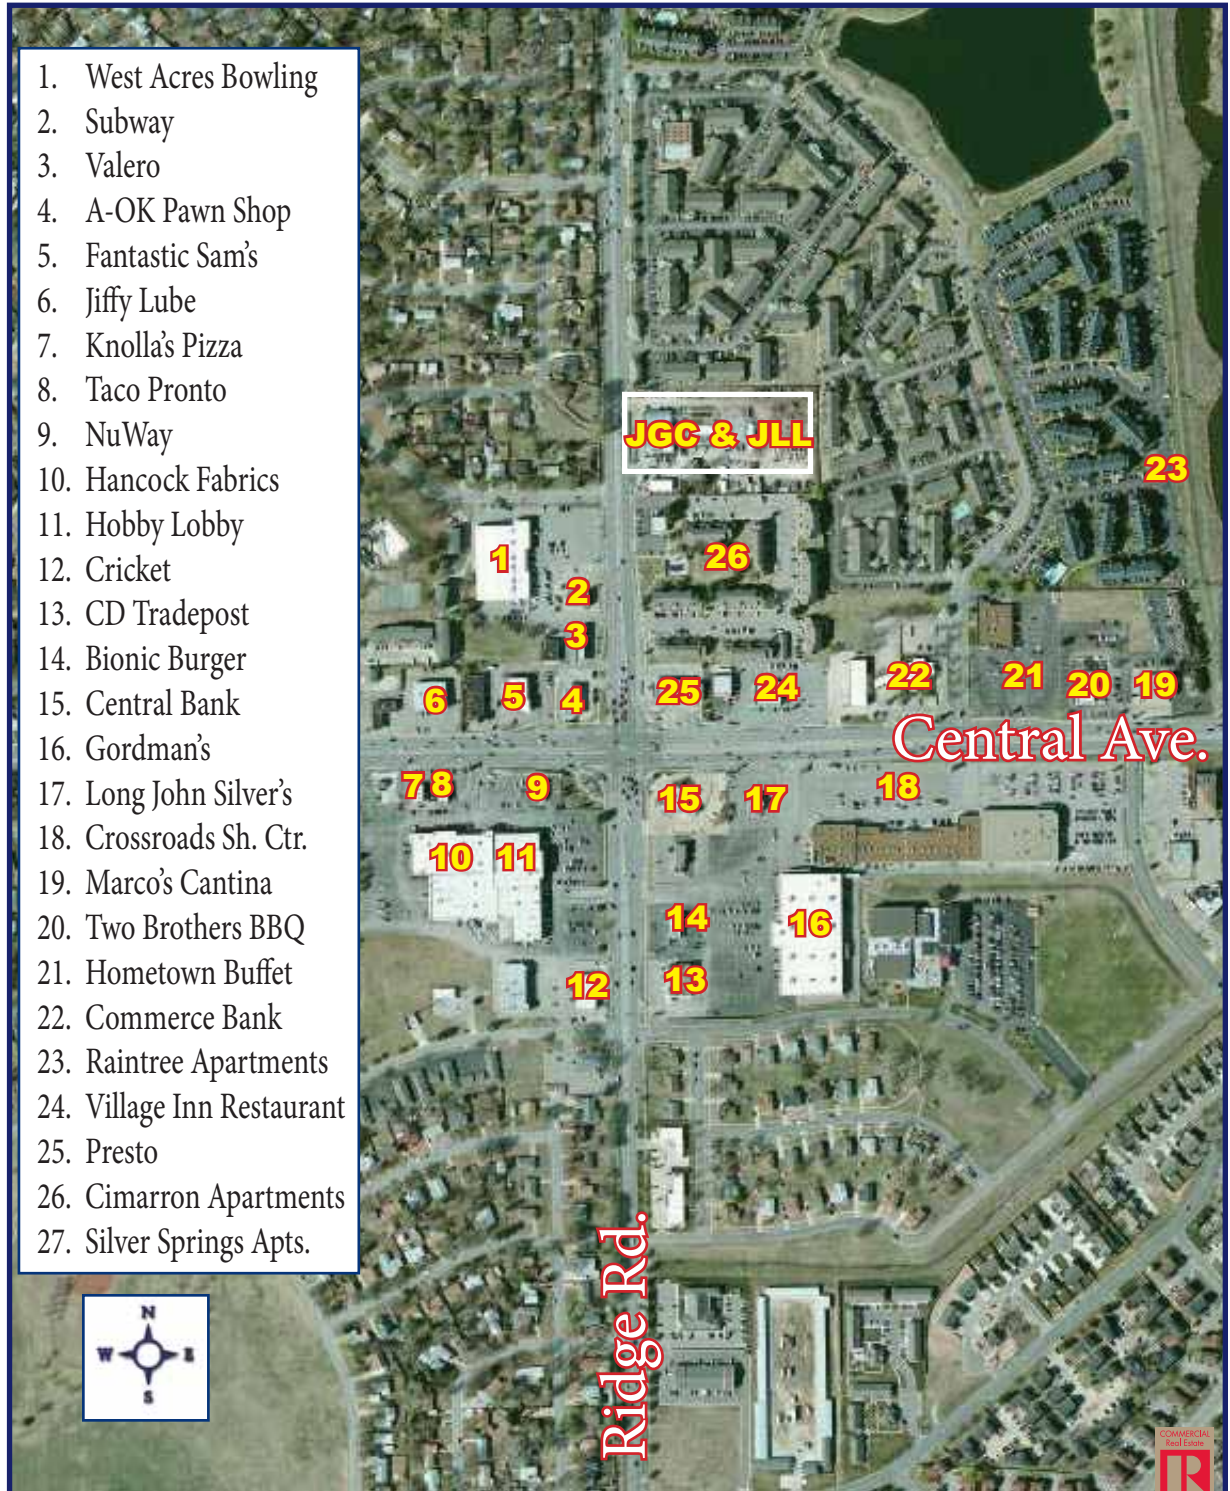 1. West Acres Bowling
2. Subway
3. Valero
4. A-OK Pawn Shop
5. Fantastic Sam's
6. Jiffy Lube
7. Knolla's Pizza
8. Taco Pronto
9. NuWay
10. Hancock Fabrics
11. Hobby Lobby
12. Cricket
13. CD Tradepost
14. Bionic Burger
15. Central Bank
16. Gordman's
17. Long John Silver's
18. Crossroads Sh. Ctr.
19. Marco's Cantina
20. Two Brothers BBQ
21. Hometown Buffet
22. Commerce Bank
23. Raintree Apartments
24. Village Inn Restaurant
25. Presto
26. Cimarron Apartments
27. Silver Springs Apts.
N
W E
S
JGC & JLL
23
1
26
2
3
6 5 4 25 24 22 21 20 19
Central Ave.
7 8 9 15 17 18
10 11
14 16
12 13
Ridge Rd.
COMMERCIAL
Real Estate
R